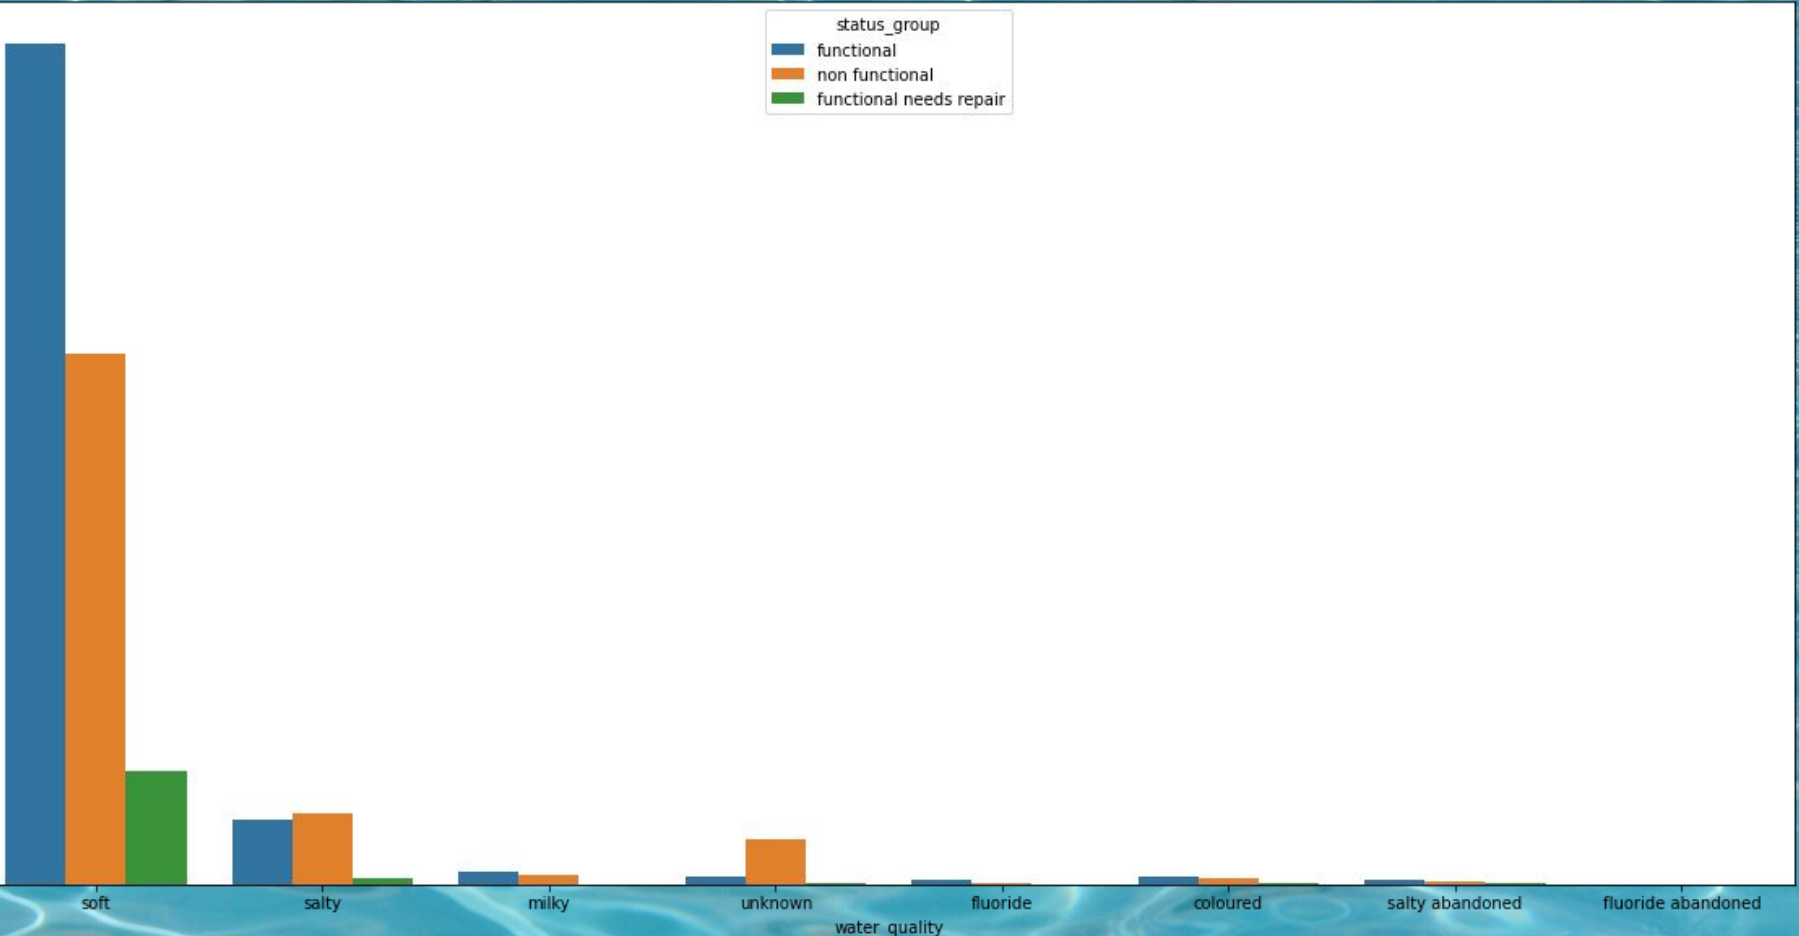 status_group
functional
non functional
functional needs repair
soft salty milky unknown fluoride coloured salty abandoned fluoride abandoned
water_quality